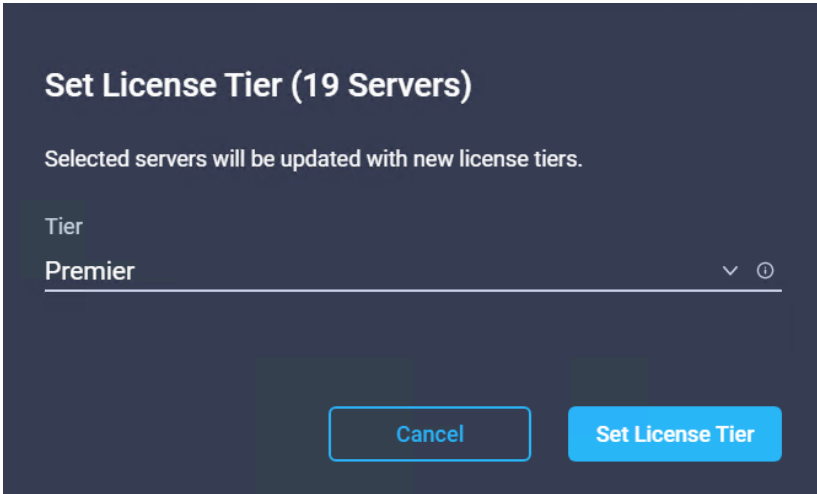 Set License Tier (19 Servers)
Selected servers will be updated with new license tiers.
Tier
Premier
Cancel
Set License Tier